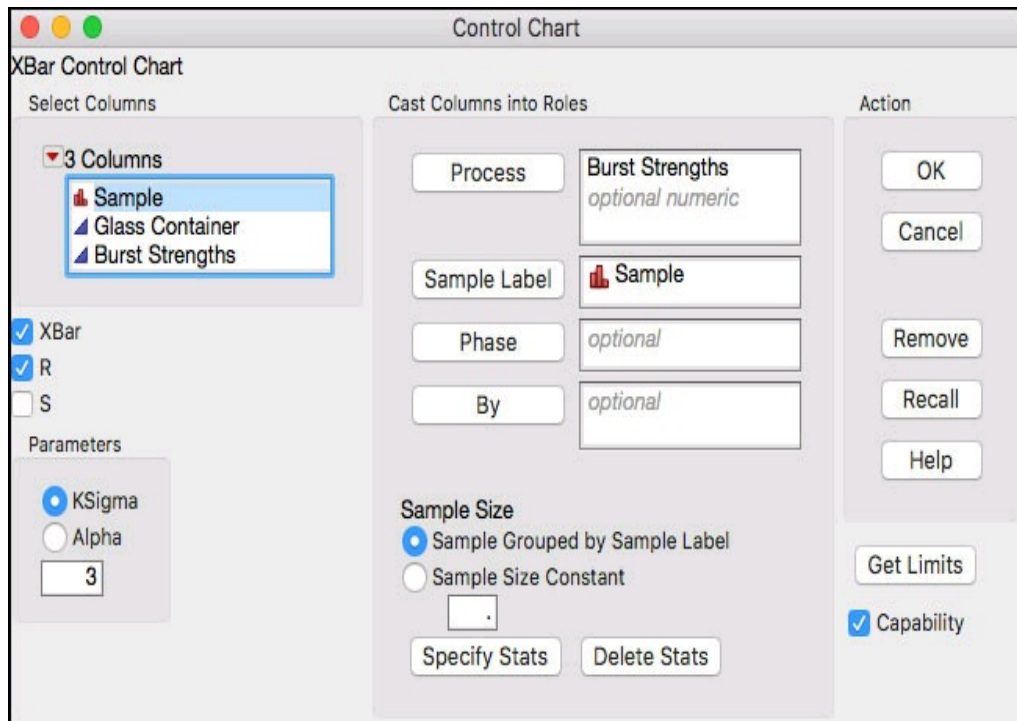 Control Chart
XBar Control Chart
Select Columns
3 Columns
Sample
Glass Container
Burst Strengths
XBar
R
S
Parameters
KSigma
Alpha
3
Cast Columns into Roles
Process
Burst Strengths
optional numeric
Sample Label
Sample
Phase
optional
By
optional
Sample Size
Sample Grouped by Sample Label
Sample Size Constant
.
Specify Stats
Delete Stats
Action
OK
Cancel
Remove
Recall
Help
Get Limits
Capability